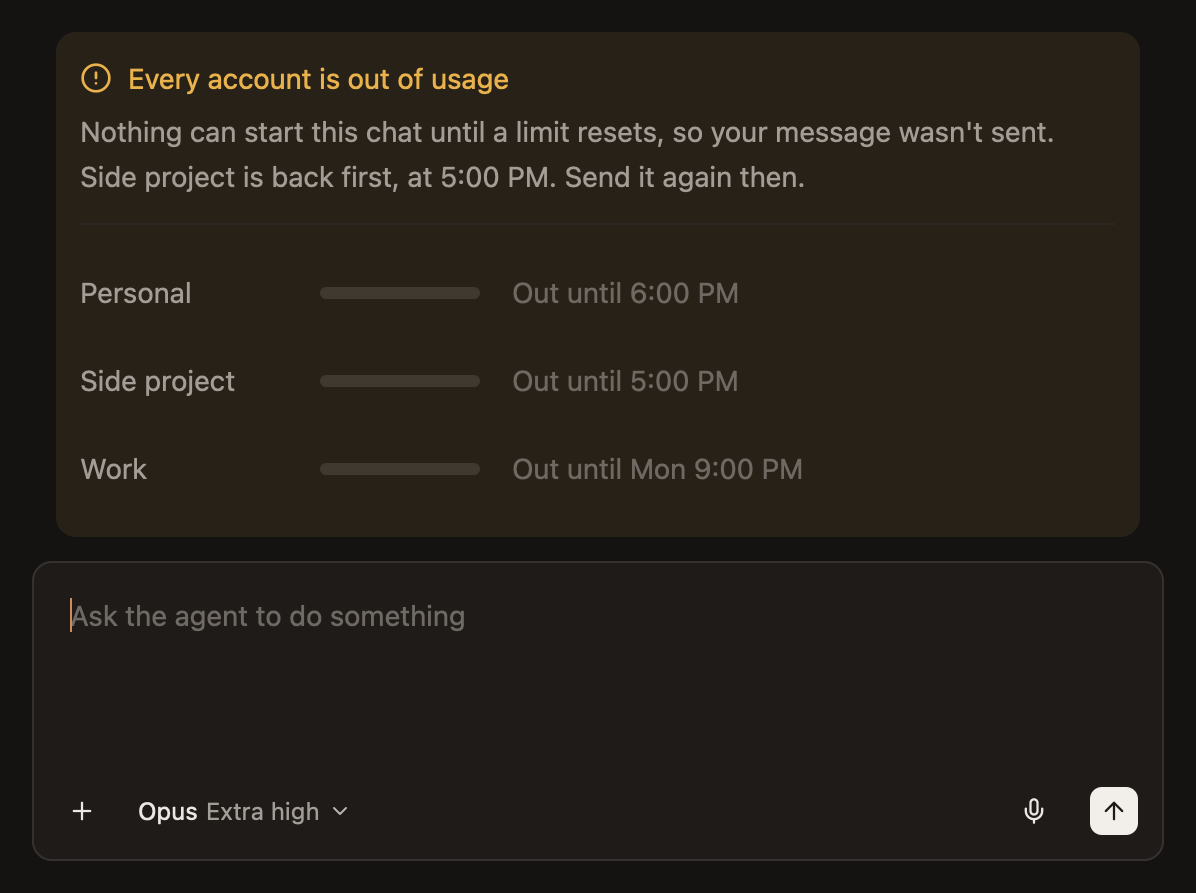 Every account is out of usage
Nothing can start this chat until a limit resets, so your message wasn't sent.
Side project is back first, at 5:00 PM. Send it again then.
Personal Out until 6:00 PM
Side project Out until 5:00 PM
Work Out until Mon 9:00 PM
Ask the agent to do something
Opus Extra high